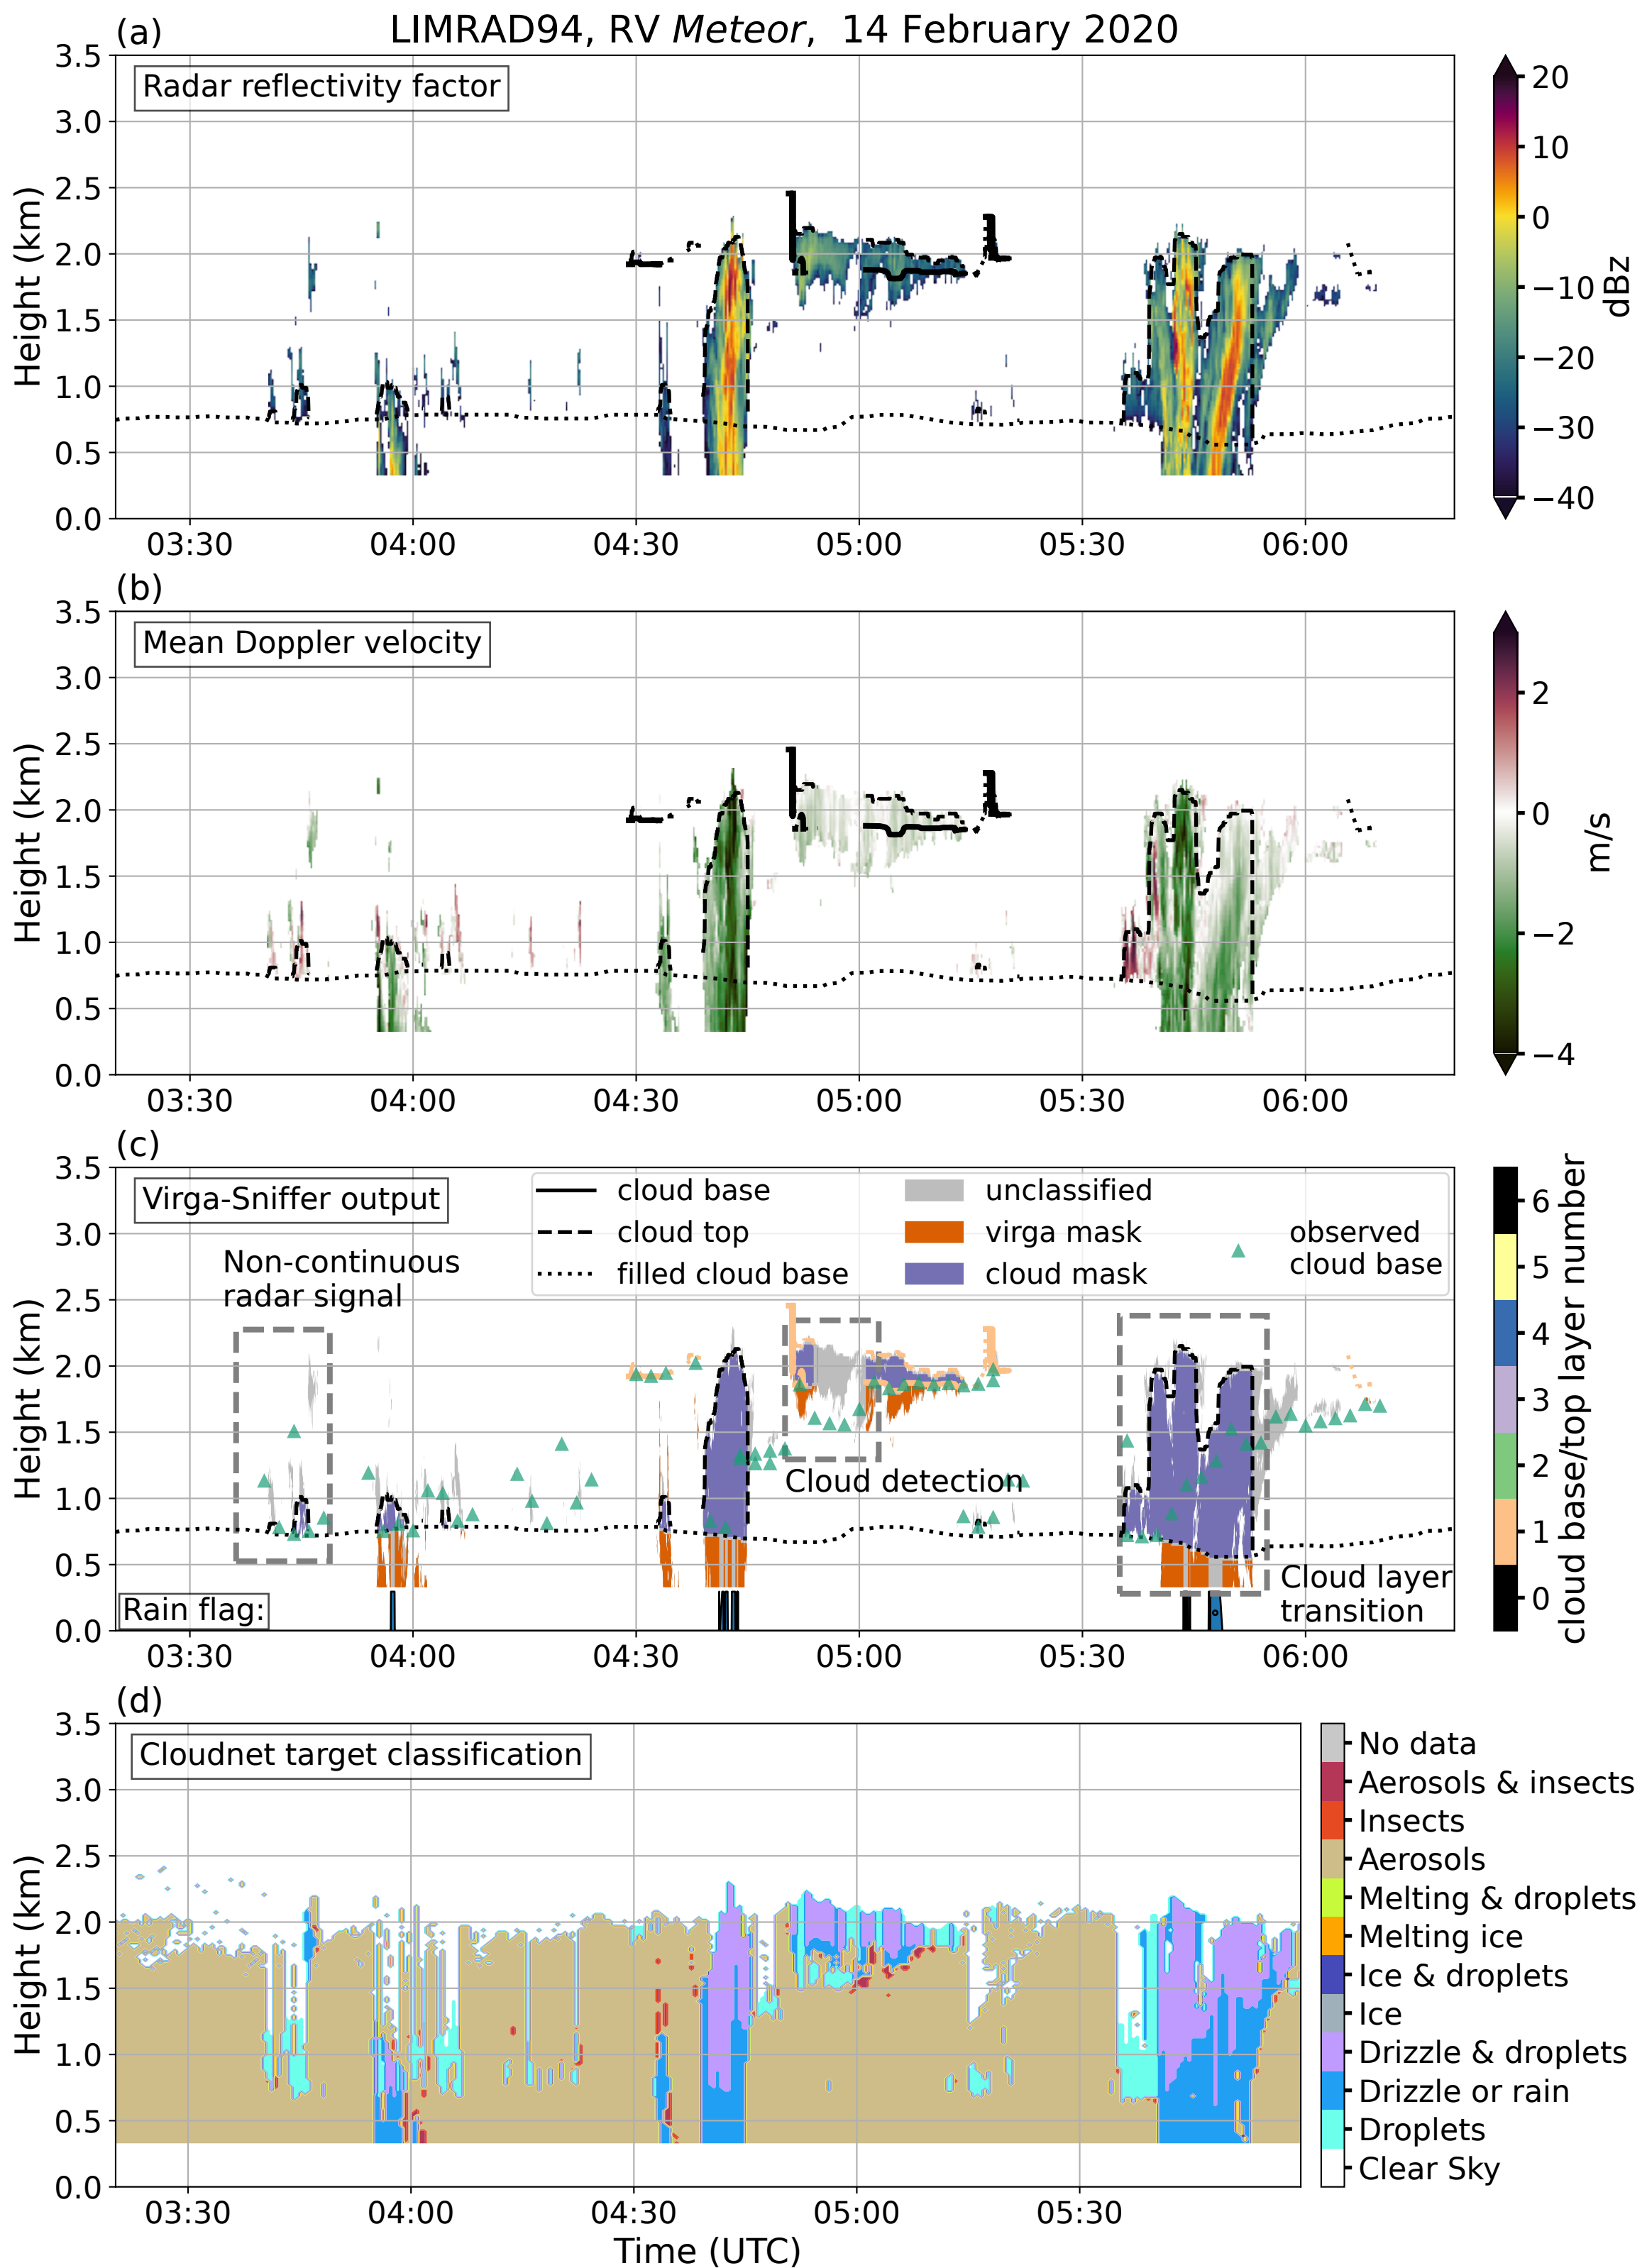 LIMRAD94, RV Meteor, 14 February 2020
(a)
Radar reflectivity factor
Height (km)
3.5
3.0
2.5
2.0
1.5
1.0
0.5
0.0
03:30 04:00 04:30 05:00 05:30 06:00
20
10
0
−10
−20
−30
−40
dBz
(b)
Mean Doppler velocity
Height (km)
3.5
3.0
2.5
2.0
1.5
1.0
0.5
0.0
03:30 04:00 04:30 05:00 05:30 06:00
2
0
−2
−4
m/s
(c)
Virga-Sniffer output
cloud base
cloud top
filled cloud base
unclassified
virga mask
cloud mask
observed
cloud base
Non-continuous
radar signal
Cloud detection
Cloud layer
transition
Rain flag:
Height (km)
3.5
3.0
2.5
2.0
1.5
1.0
0.5
0.0
03:30 04:00 04:30 05:00 05:30 06:00
6
5
4
3
2
1
0
cloud base/top layer number
(d)
Cloudnet target classification
Height (km)
3.5
3.0
2.5
2.0
1.5
1.0
0.5
0.0
03:30 04:00 04:30 05:00 05:30
Time (UTC)
No data
Aerosols & insects
Insects
Aerosols
Melting & droplets
Melting ice
Ice & droplets
Ice
Drizzle & droplets
Drizzle or rain
Droplets
Clear Sky